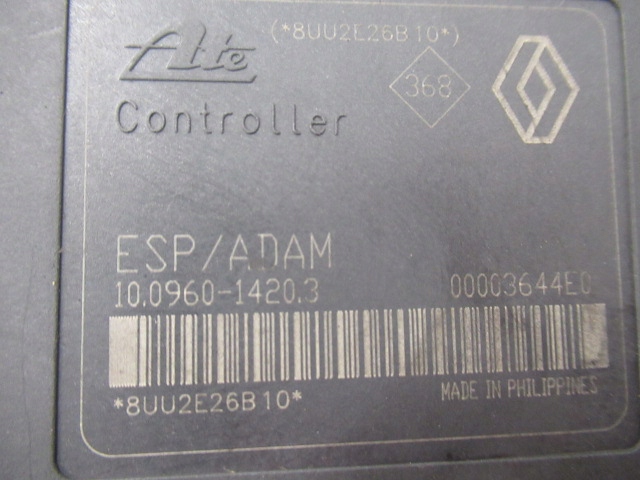 (*8UU2E26B10*)
Ate
368
Controller
ESP/ADAM
10.0960-1420.3 00003644E0
*8UU2E26B10*
MADE IN PHILIPPINES